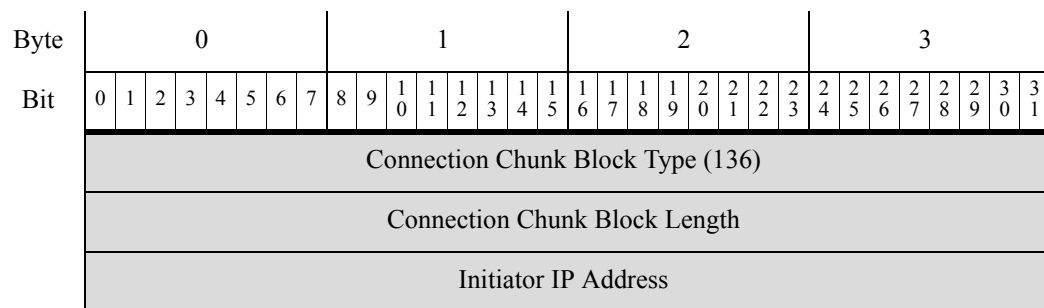 Byte 0 1 2 3
Bit 0 1 2 3 4 5 6 7 8 9 10 11 12 13 14 15 16 17 18 19 20 21 22 23 24 25 26 27 28 29 30 31
Connection Chunk Block Type (136)
Connection Chunk Block Length
Initiator IP Address